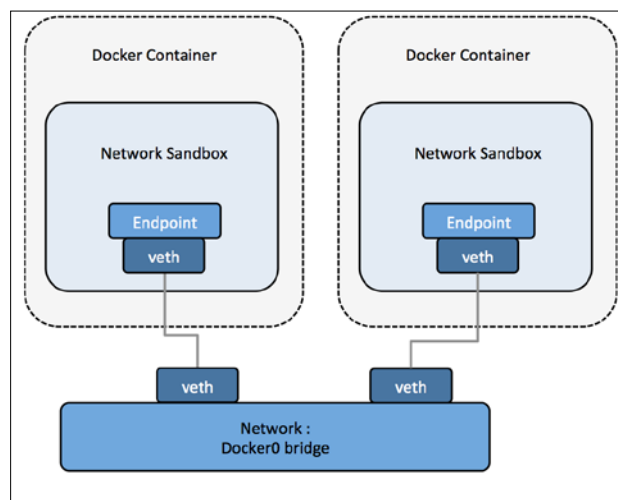 Docker Container
Docker Container
Network Sandbox
Network Sandbox
Endpoint
Endpoint
veth
veth
veth
veth
Network :
Docker0 bridge